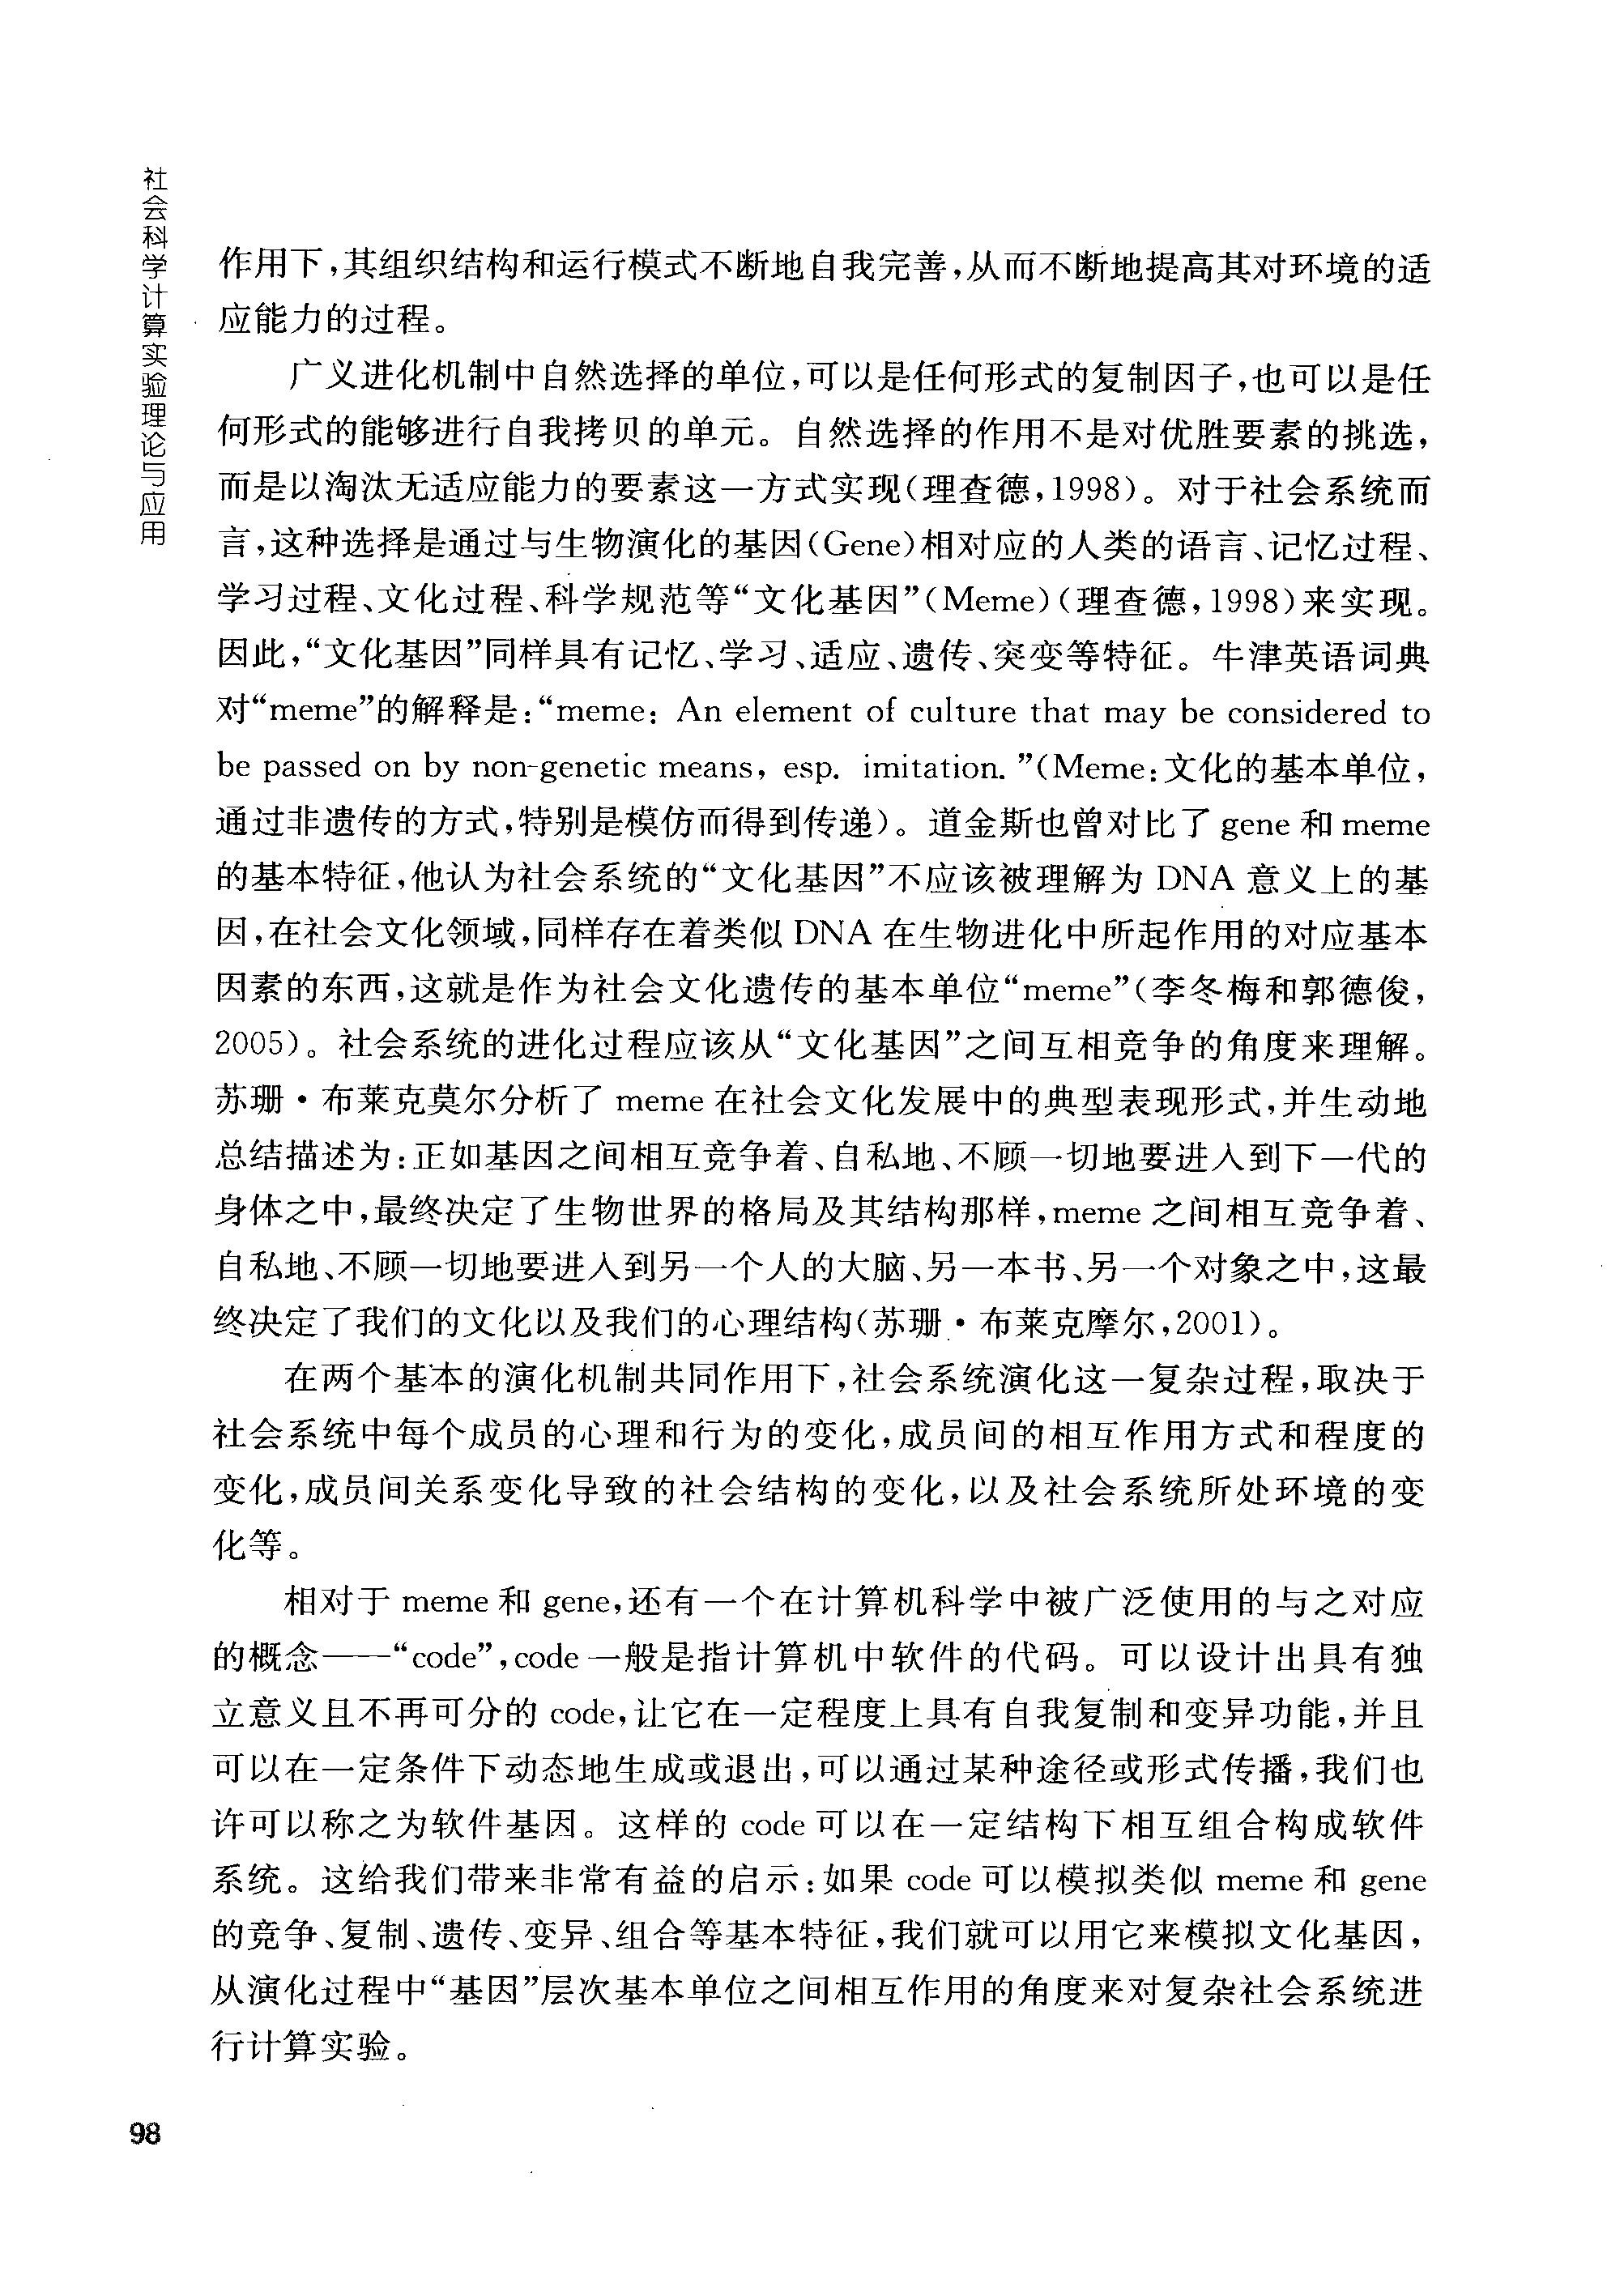 社会科学计算实验理论与应用
作用下,其组织结构和运行模式不断地自我完善,从而不断地提高其对环境的适
应能力的过程。
广义进化机制中自然选择的单位,可以是任何形式的复制因子,也可以是任
何形式的能够进行自我拷贝的单元。自然选择的作用不是对优胜要素的挑选,
而是以淘汰无适应能力的要素这一方式实现(理查德,1998)。对于社会系统而
言,这种选择是通过与生物演化的基因(Gene)相对应的人类的语言、记忆过程、
学习过程、文化过程、科学规范等“文化基因”(Meme)(理查德,1998)来实现。
因此,“文化基因”同样具有记忆、学习、适应、遗传、突变等特征。牛津英语词典
对“meme”的解释是:“meme: An element of culture that may be considered to
be passed on by non-genetic means, esp. imitation. ”(Meme:文化的基本单位,
通过非遗传的方式,特别是模仿而得到传递)。道金斯也曾对比了 gene 和 meme
的基本特征,他认为社会系统的“文化基因”不应该被理解为 DNA 意义上的基
因,在社会文化领域,同样存在着类似 DNA 在生物进化中所起作用的对应基本
因素的东西,这就是作为社会文化遗传的基本单位“meme”(李冬梅和郭德俊,
2005)。社会系统的进化过程应该从“文化基因”之间互相竞争的角度来理解。
苏珊·布莱克莫尔分析了 meme 在社会文化发展中的典型表现形式,并生动地
总结描述为:正如基因之间相互竞争着、自私地、不顾一切地要进入到下一代的
身体之中,最终决定了生物世界的格局及其结构那样,meme 之间相互竞争着、
自私地、不顾一切地要进入到另一个人的大脑、另一本书、另一个对象之中,这最
终决定了我们的文化以及我们的心理结构(苏珊·布莱克摩尔,2001)。
在两个基本的演化机制共同作用下,社会系统演化这一复杂过程,取决于
社会系统中每个成员的心理和行为的变化,成员间的相互作用方式和程度的
变化,成员间关系变化导致的社会结构的变化,以及社会系统所处环境的变
化等。
相对于 meme 和 gene,还有一个在计算机科学中被广泛使用的与之对应
的概念——“code”,code 一般是指计算机中软件的代码。可以设计出具有独
立意义且不再可分的 code,让它在一定程度上具有自我复制和变异功能,并且
可以在一定条件下动态地生成或退出,可以通过某种途径或形式传播,我们也
许可以称之为软件基因。这样的 code 可以在一定结构下相互组合构成软件
系统。这给我们带来非常有益的启示:如果 code 可以模拟类似 meme 和 gene
的竞争、复制、遗传、变异、组合等基本特征,我们就可以用它来模拟文化基因,
从演化过程中“基因”层次基本单位之间相互作用的角度来对复杂社会系统进
行计算实验。
98